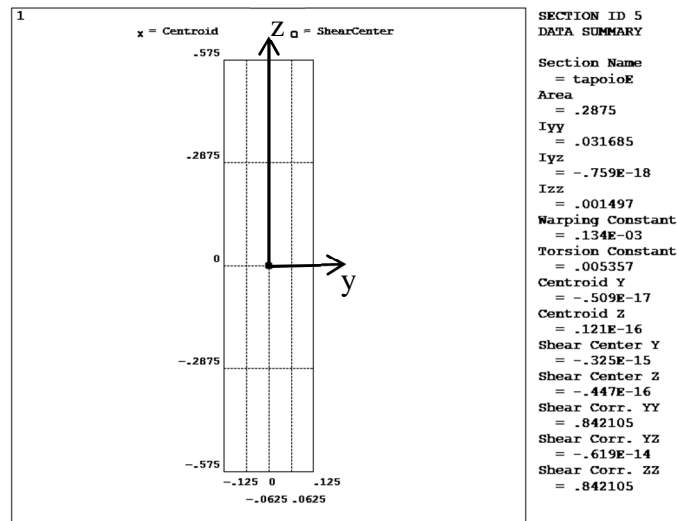 1
x = Centroid
Z
□ = ShearCenter
.575
.2875
0
y
-.2875
-.575
-.125 0 .125
-.0625 .0625
SECTION ID 5
DATA SUMMARY
Section Name
= tapoioE
Area
= .2875
Iyy
= .031685
Iyz
= -.759E-18
Izz
= .001497
Warping Constant
= .134E-03
Torsion Constant
= .005357
Centroid Y
= -.509E-17
Centroid Z
= .121E-16
Shear Center Y
= -.325E-15
Shear Center Z
= -.447E-16
Shear Corr. YY
= .842105
Shear Corr. YZ
= -.619E-14
Shear Corr. ZZ
= .842105